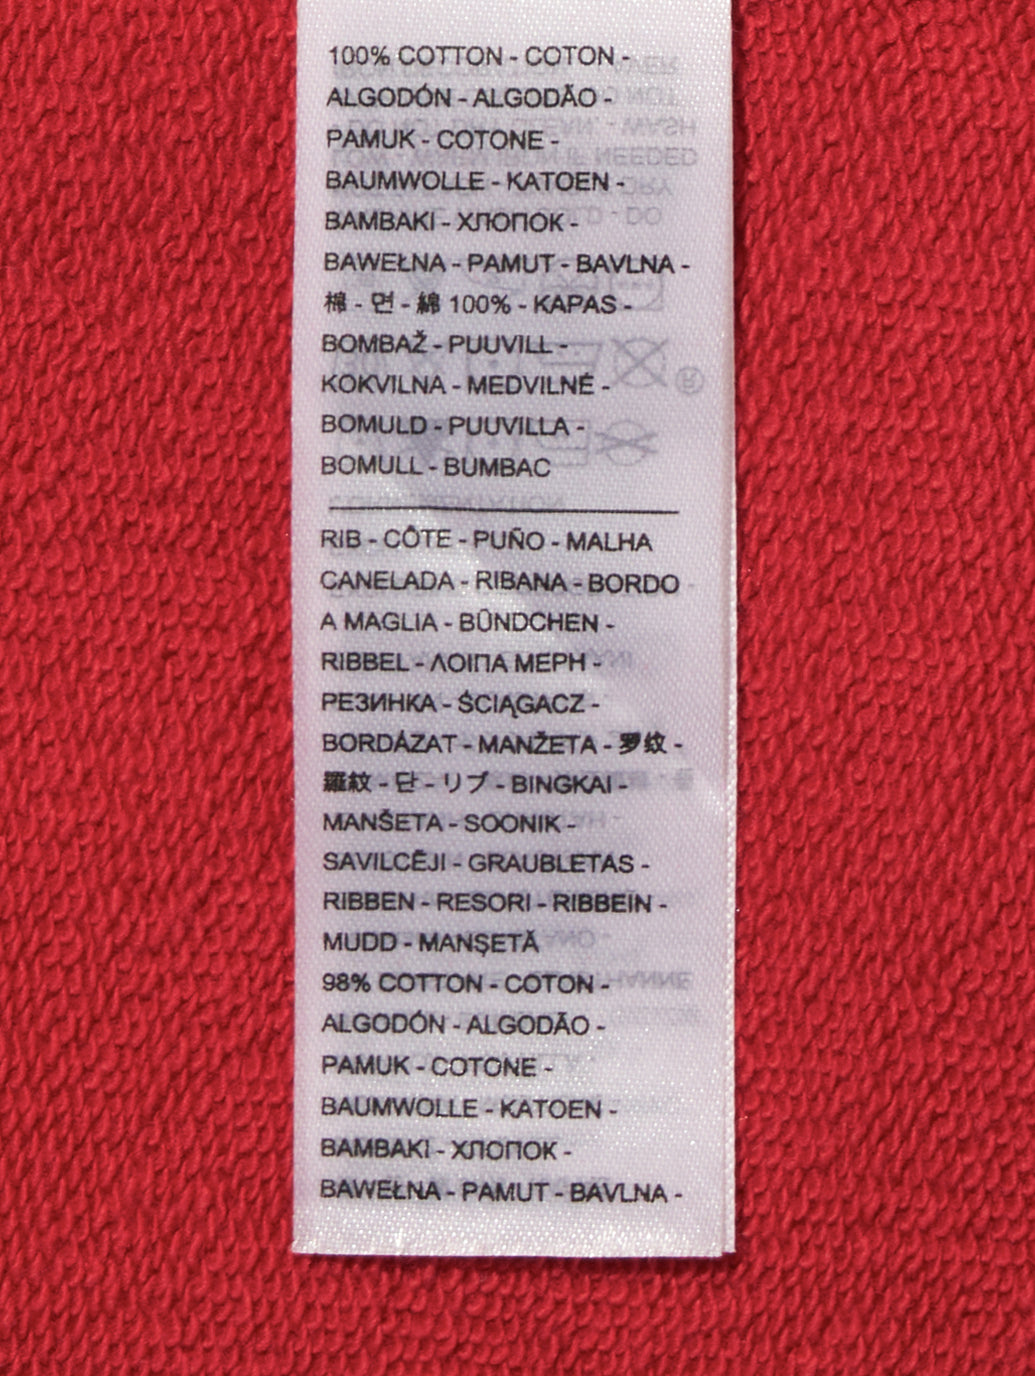 100% COTTON - COTON -
ALGODÓN - ALGODÃO -
PAMUK - COTONE -
BAUMWOLLE - KATOEN -
BAMBAKI - ХЛОПОК -
BAWEŁNA - PAMUT - BAVLNA -
棉 - 면 - 綿 100% - KAPAS -
BOMBAŽ - PUUVILL -
KOKVILNA - MEDVILNÉ -
BOMULD - PUUVILLA -
BOMULL - BUMBAC
RIB - CÔTE - PUÑO - MALHA
CANELADA - RIBANA - BORDO
A MAGLIA - BÜNDCHEN -
RIBBEL - ΛΟΙΠΑ ΜΕΡΗ -
РЕЗИНКА - ŚCIĄGACZ -
BORDÁZAT - MANŽETA - 罗纹 -
羅紋 - 단 - リブ - BINGKAI -
MANŠETA - SOONIK -
SAVILCĒJI - GRAUBLETAS -
RIBBEN - RESORI - RIBBEIN -
MUDD - MANȘETĂ
98% COTTON - COTON -
ALGODÓN - ALGODÃO -
PAMUK - COTONE -
BAUMWOLLE - KATOEN -
BAMBAKI - ХЛОПОК -
BAWEŁNA - PAMUT - BAVLNA -